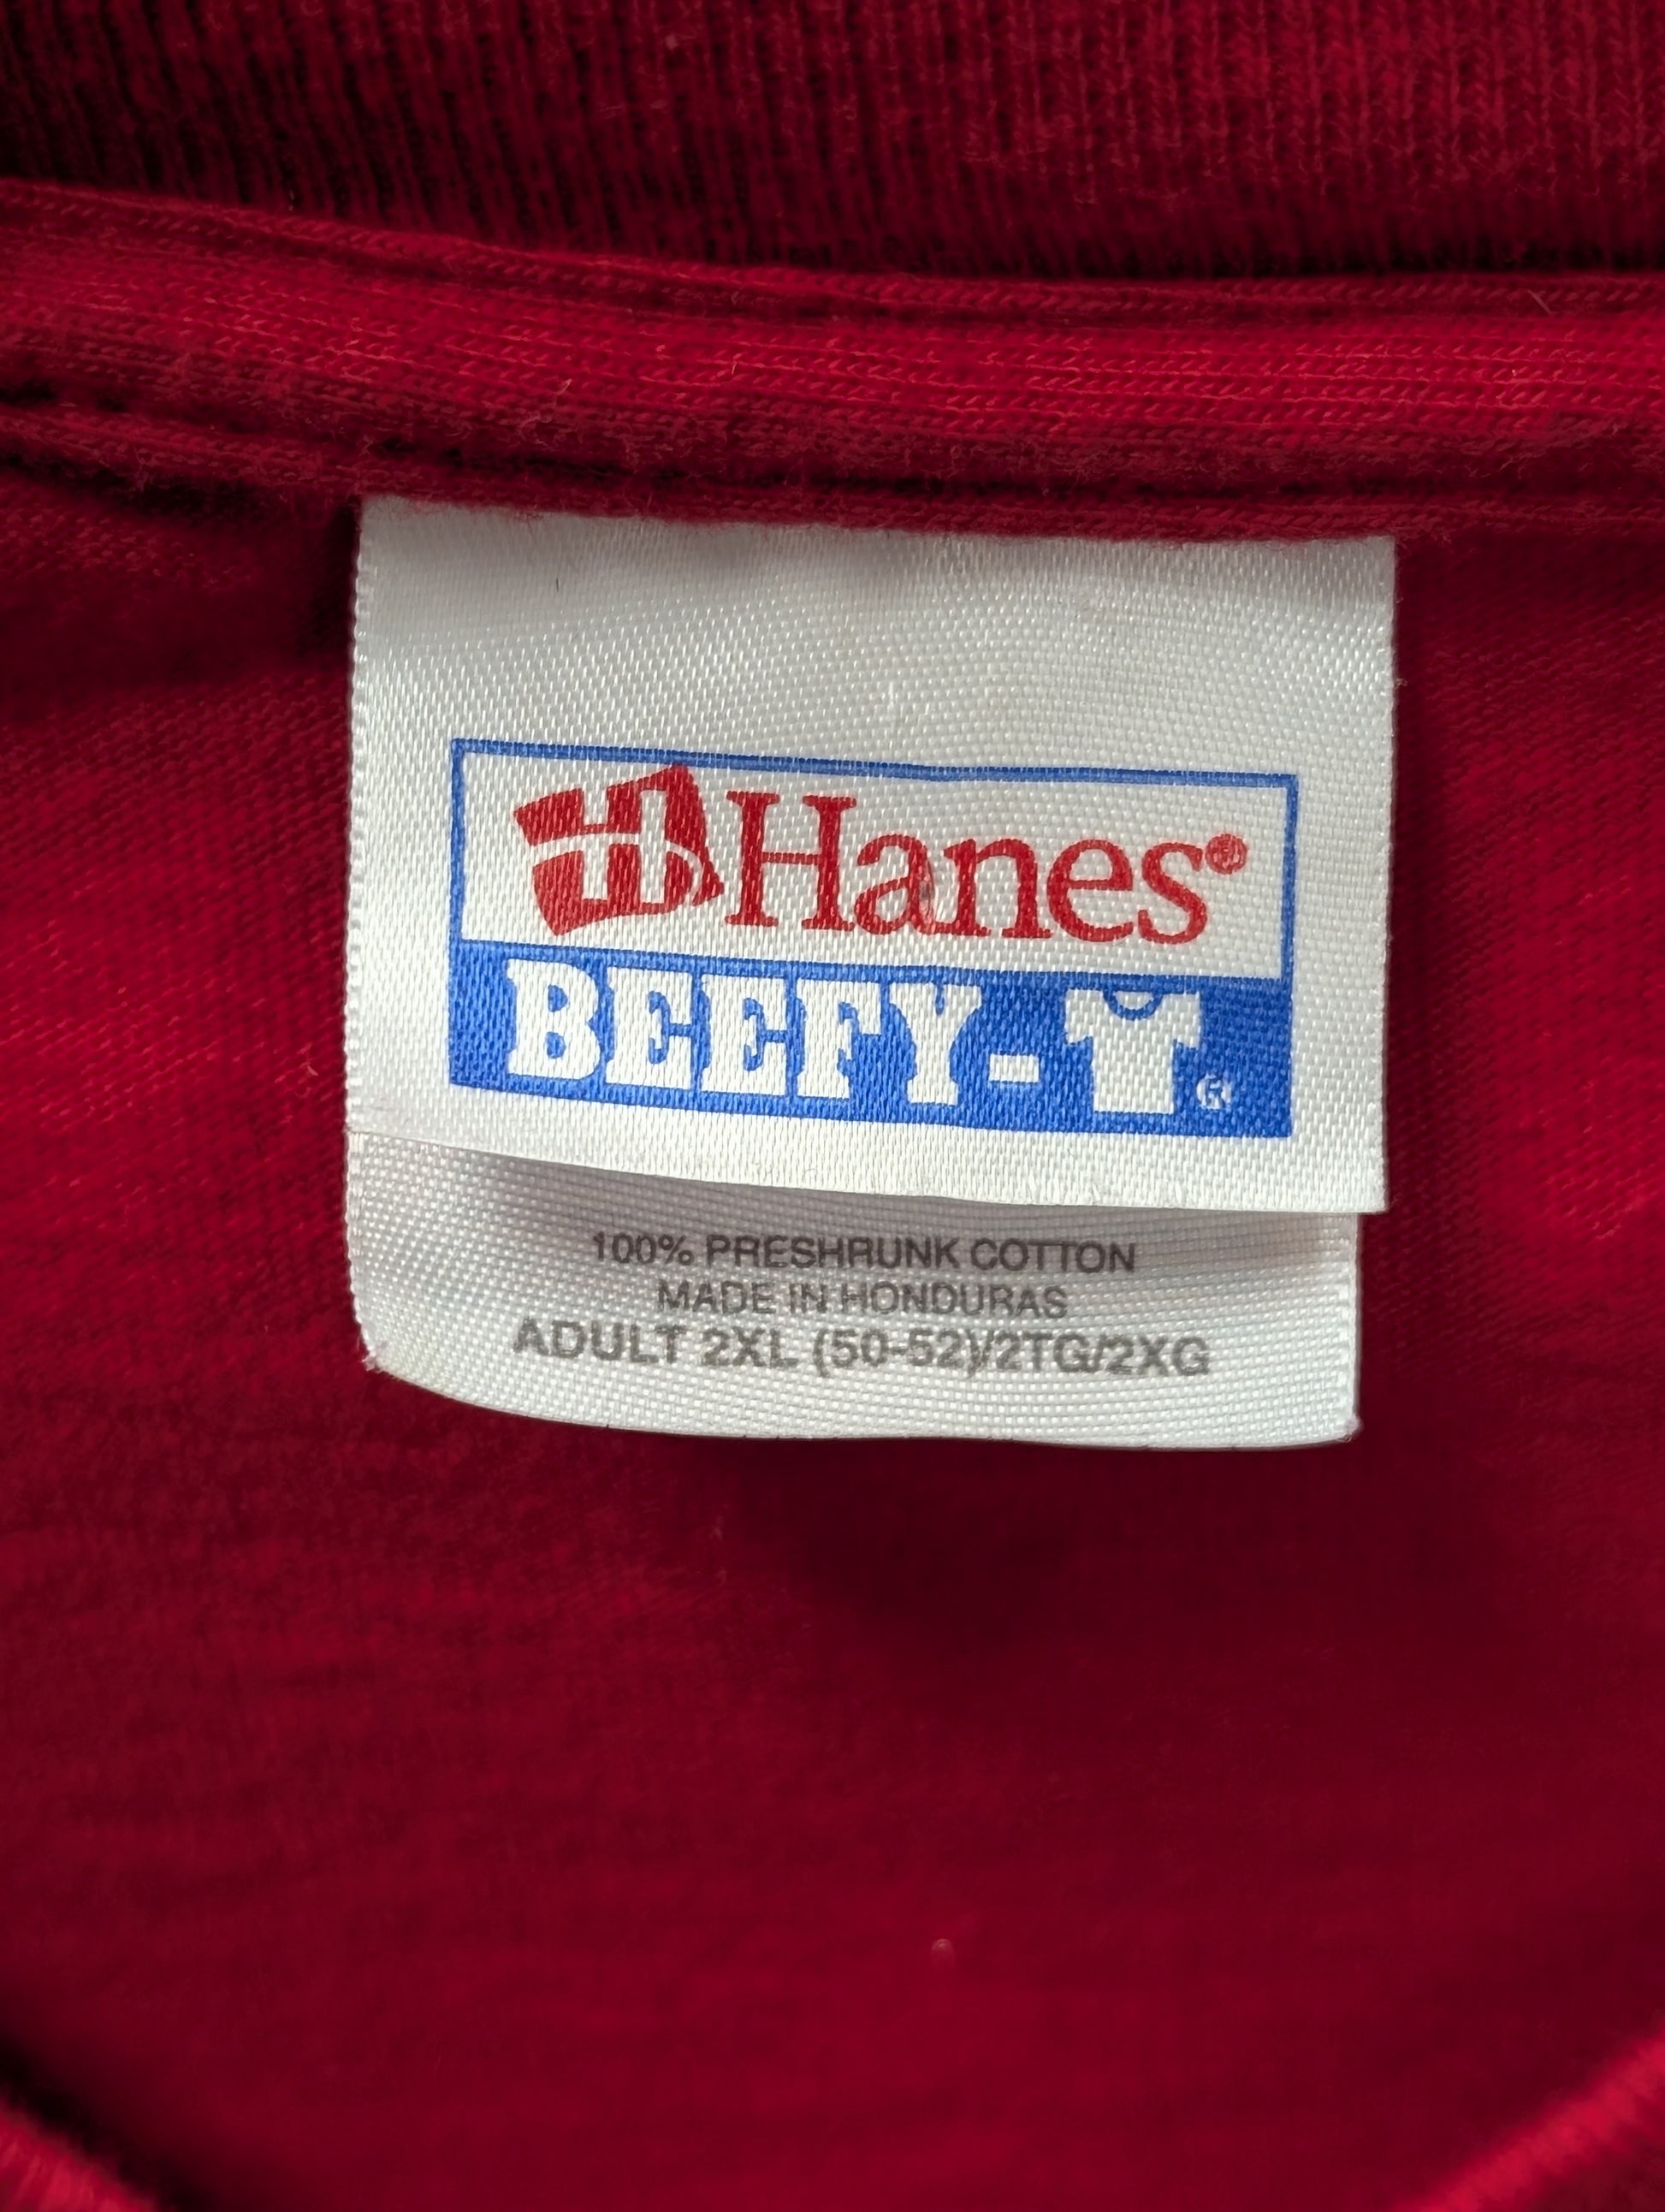 Hanes®
BEEFY-T®
100% PRESHRUNK COTTON
MADE IN HONDURAS
ADULT 2XL (50-52)/2TG/2XG